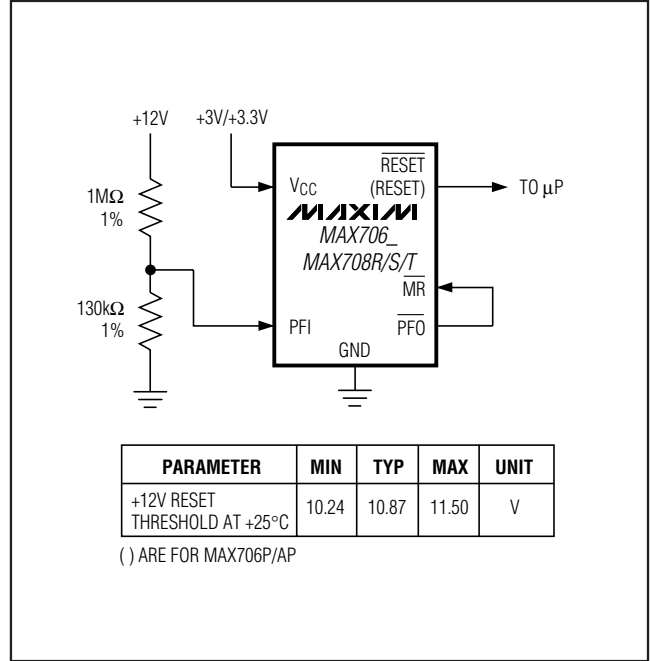 +12V
+3V/+3.3V
1MΩ
1%
130kΩ
1%
VCC
RESET
(RESET)
TO μP
MAXIM
MAX706_
MAX708R/S/T
MR
PFI
PFO
GND
PARAMETER MIN TYP MAX UNIT
+12V RESET
THRESHOLD AT +25°C 10.24 10.87 11.50 V
( ) ARE FOR MAX706P/AP